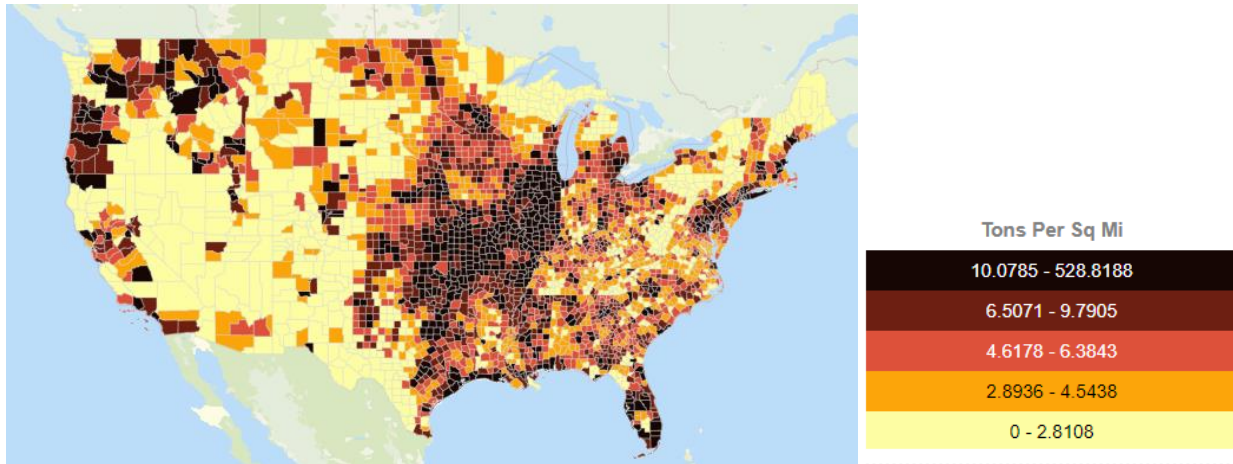 Tons Per Sq Mi
10.0785 - 528.8188
6.5071 - 9.7905
4.6178 - 6.3843
2.8936 - 4.5438
0 - 2.8108